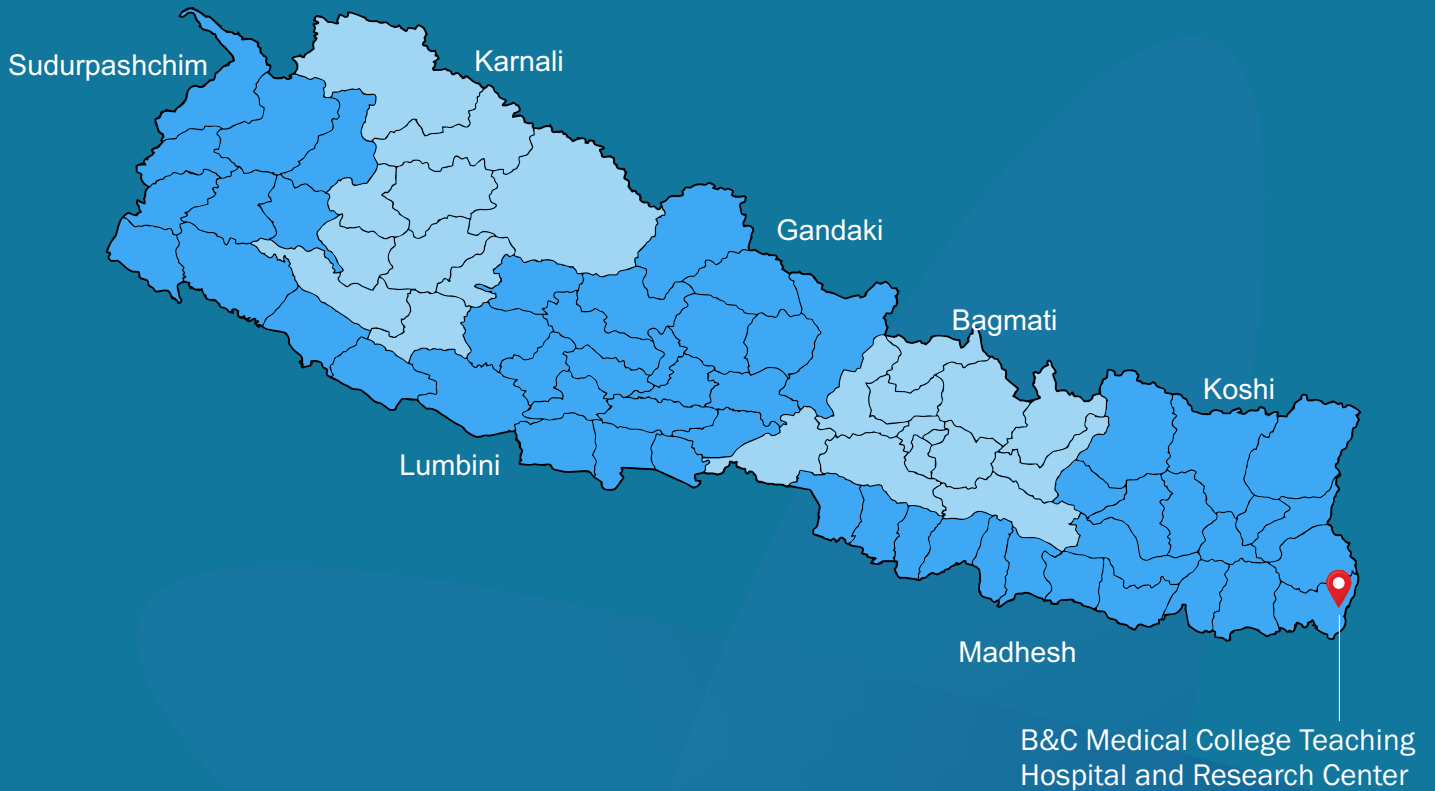 Sudurpashchim
Karnali
Gandaki
Bagmati
Koshi
Lumbini
Madhesh
B&C Medical College Teaching
Hospital and Research Center